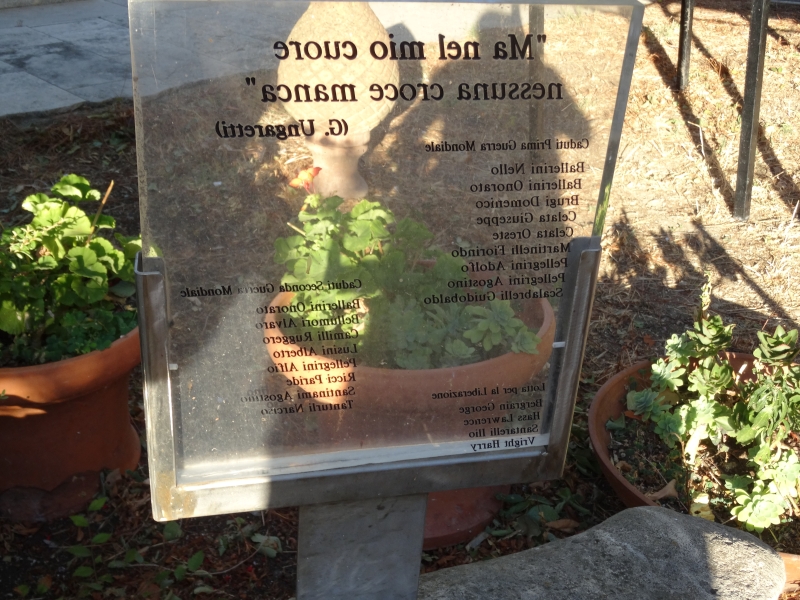 "Ma nel mio cuore
nessuna croce manca"
(G. Ungaretti)
Caduti Prima Guerra Mondiale
Ballerini Nello
Ballerini Onorato
Brugi Domenico
Celata Giuseppe
Celata Oreste
Martinelli Fiorindo
Pellegrini Adolfo
Pellegrini Agostino
Scalabrelli Guidobaldo
Caduti Seconda Guerra Mondiale
Ballerini Onorato
Bellumori Alvaro
Camilli Ruggero
Lusini Alberto
Pellegrini Alfio
Ricci Paride
Santinami Agostino
Tanturli Narciso
Lotta per la Liberazione
Bergrain George
Hass Lawrence
Santarelli Ilio
Vright Harry